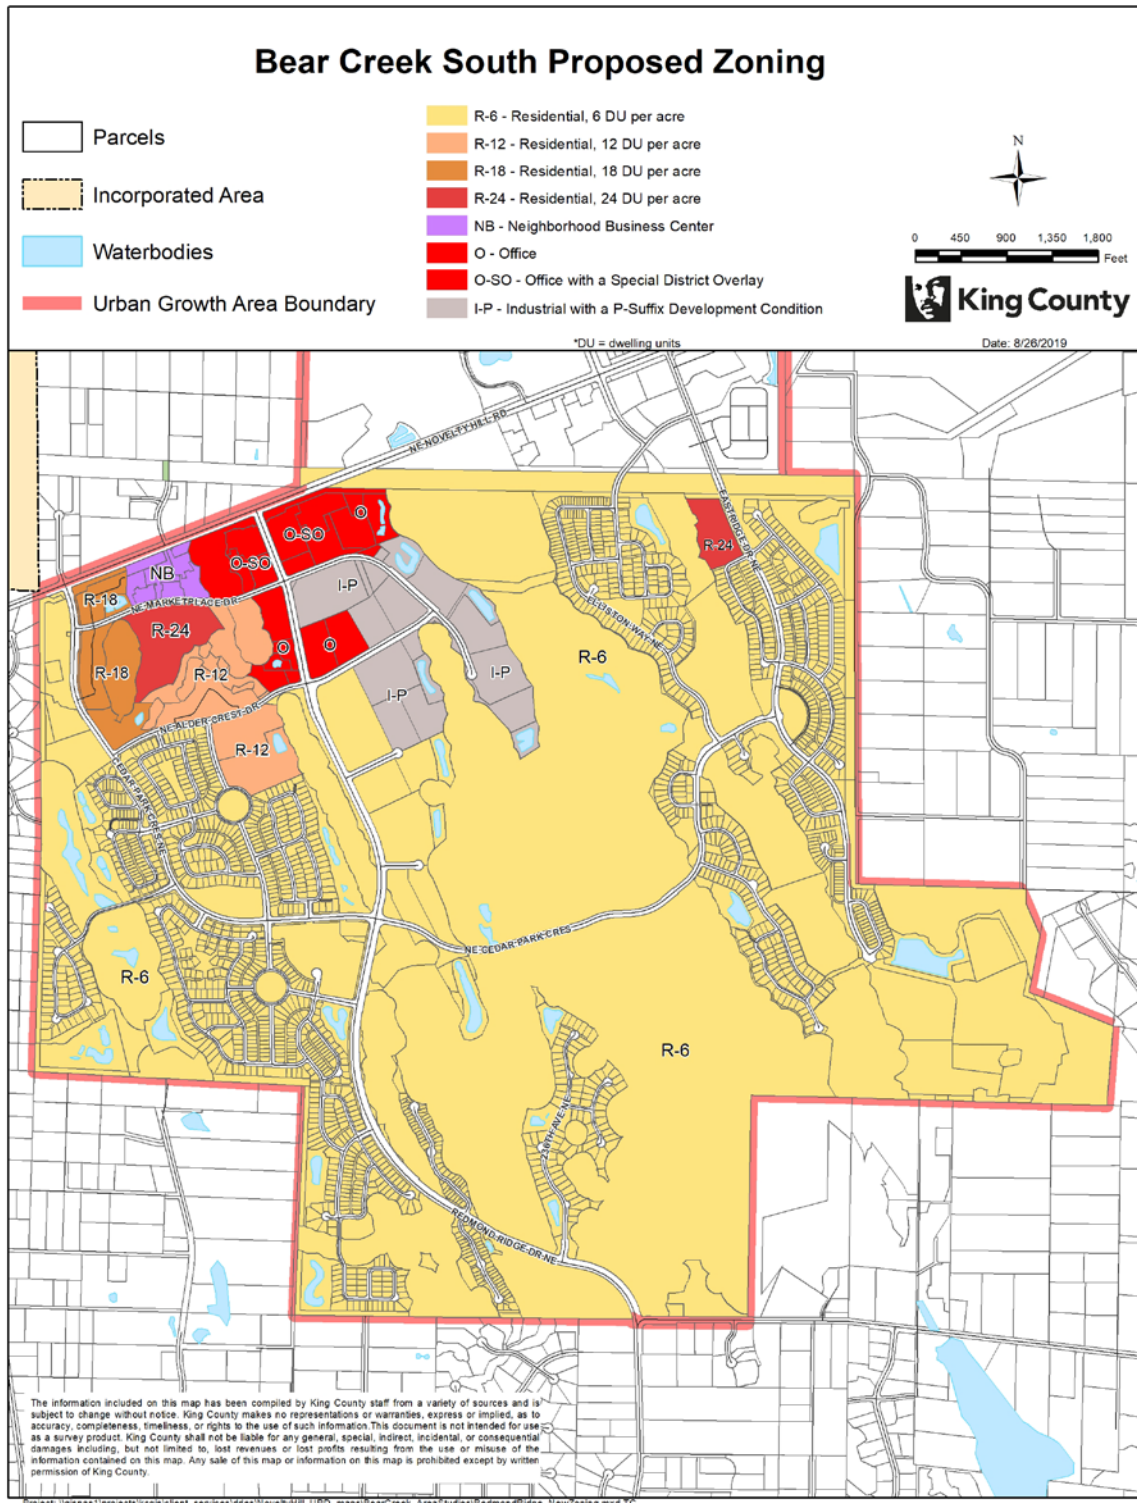 Bear Creek South Proposed Zoning
Parcels
Incorporated Area
Waterbodies
Urban Growth Area Boundary
R-6 - Residential, 6 DU per acre
R-12 - Residential, 12 DU per acre
R-18 - Residential, 18 DU per acre
R-24 - Residential, 24 DU per acre
NB - Neighborhood Business Center
O - Office
O-SO - Office with a Special District Overlay
I-P - Industrial with a P-Suffix Development Condition
N
0 450 900 1,350 1,800
Feet
King County
*DU = dwelling units
Date: 8/26/2019
NE NOVELTY HILL RD
EASTRIDGE DR NE
O
O-SO
O-SO
R-24
NB
I-P
R-18
NE MARKETPLACE DR
R-24
ELLISTON WAY NE
O
O
R-6
R-18
R-12
I-P
I-P
NE ALDER CREST DR
R-12
CEDAR PARK CRES NE
NE CEDAR PARK CRES
R-6
R-6
236TH AVE NE
REDMOND RIDGE DR NE
The information included on this map has been compiled by King County staff from a variety of sources and is
subject to change without notice. King County makes no representations or warranties, express or implied, as to
accuracy, completeness, timeliness, or rights to the use of such information. This document is not intended for use
as a survey product. King County shall not be liable for any general, special, indirect, incidental, or consequential
damages including, but not limited to, lost revenues or lost profits resulting from the use or misuse of the
information contained on this map. Any sale of this map or information on this map is prohibited except by written
permission of King County.